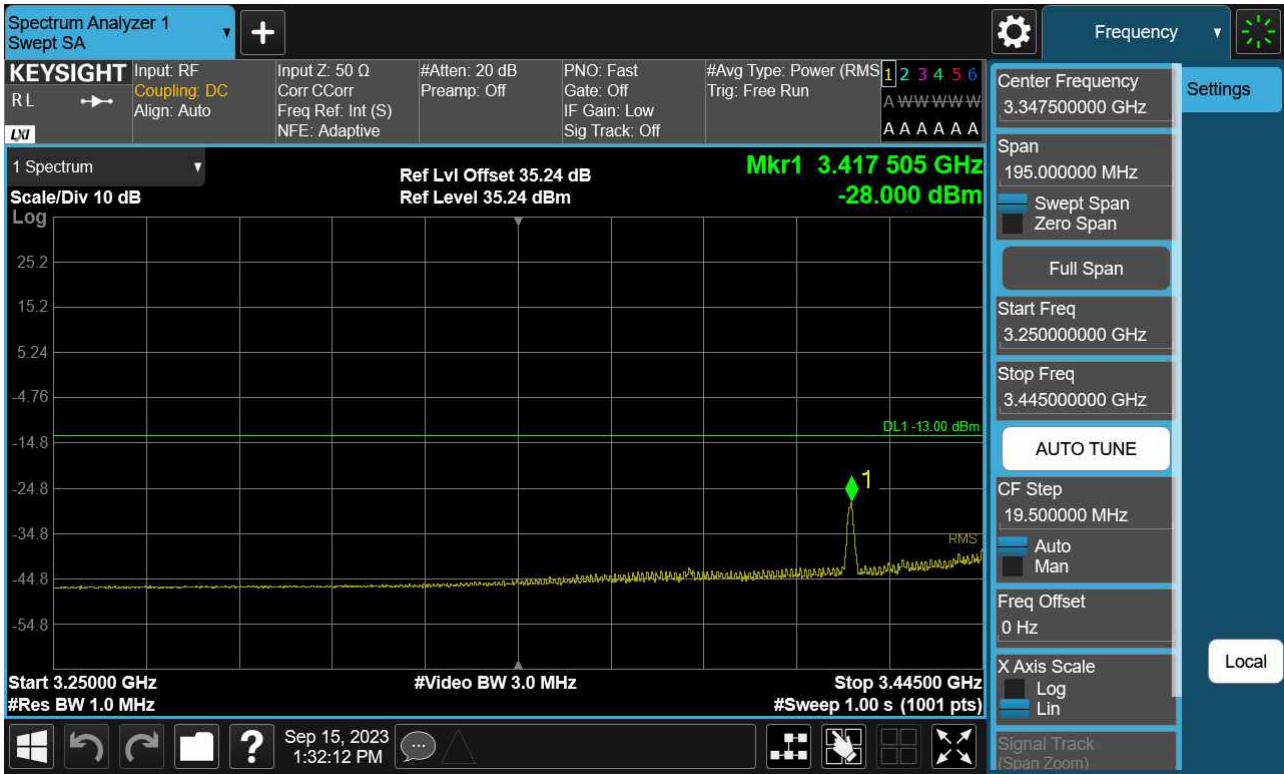 Spectrum Analyzer 1
Swept SA
Frequency
KEYSIGHT
R L
LXI
Input: RF
Coupling: DC
Align: Auto
Input Z: 50 Ω
Corr CCorr
Freq Ref: Int (S)
NFE: Adaptive
#Atten: 20 dB
Preamp: Off
PNO: Fast
Gate: Off
IF Gain: Low
Sig Track: Off
#Avg Type: Power (RMS
Trig: Free Run
1 2 3 4 5 6
A W W W W W
A A A A A A
1 Spectrum
Scale/Div 10 dB
Log
Ref Lvl Offset 35.24 dB
Ref Level 35.24 dBm
Mkr1 3.417 505 GHz
-28.000 dBm
25.2
15.2
5.24
-4.76
-14.8
-24.8
-34.8
-44.8
-54.8
DL1 -13.00 dBm
1
RMS
Start 3.25000 GHz
#Res BW 1.0 MHz
#Video BW 3.0 MHz
Stop 3.44500 GHz
#Sweep 1.00 s (1001 pts)
Sep 15, 2023
1:32:12 PM
Center Frequency
3.347500000 GHz
Span
195.000000 MHz
Swept Span
Zero Span
Full Span
Start Freq
3.250000000 GHz
Stop Freq
3.445000000 GHz
AUTO TUNE
CF Step
19.500000 MHz
Auto
Man
Freq Offset
0 Hz
X Axis Scale
Log
Lin
Signal Track
(Span Zoom)
Settings
Local